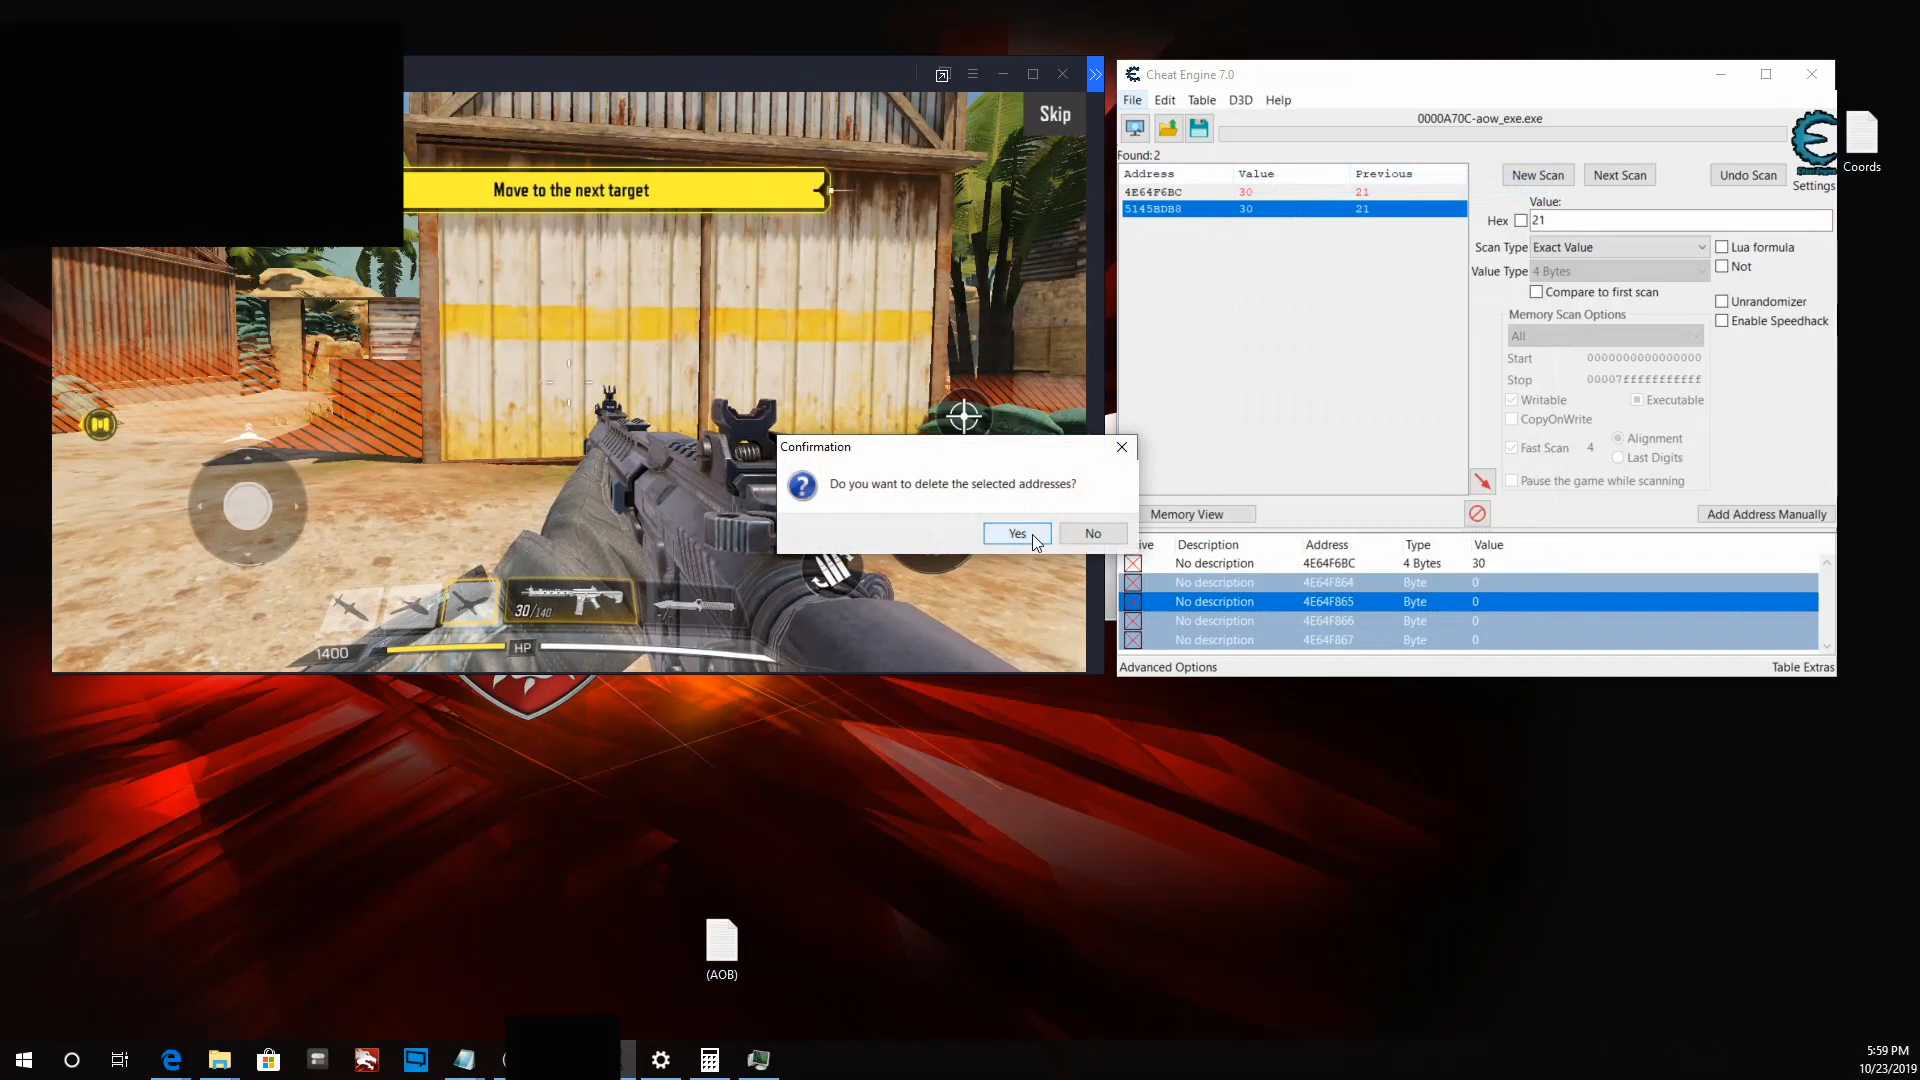 Skip
Move to the next target
30/140
1400
HP
Cheat Engine 7.0
File Edit Table D3D Help
0000A70C-aow_exe.exe
Found: 2
Address Value Previous
4E64F6BC 30 21
5145BDB8 30 21
New Scan Next Scan Undo Scan
Settings
Value:
Hex 21
Scan Type Exact Value
Lua formula
Value Type 4 Bytes
Not
Compare to first scan
Unrandomizer
Enable Speedhack
Memory Scan Options
All
Start 0000000000000000
Stop 00007fffffffffff
Writable Executable
CopyOnWrite
Fast Scan 4 Alignment
Last Digits
Pause the game while scanning
Memory View
Add Address Manually
Confirmation
Do you want to delete the selected addresses?
Yes No
ive Description Address Type Value
No description 4E64F6BC 4 Bytes 30
No description 4E64F864 Byte 0
No description 4E64F865 Byte 0
No description 4E64F866 Byte 0
No description 4E64F867 Byte 0
Advanced Options Table Extras
Coords
(AOB)
5:59 PM
10/23/2019